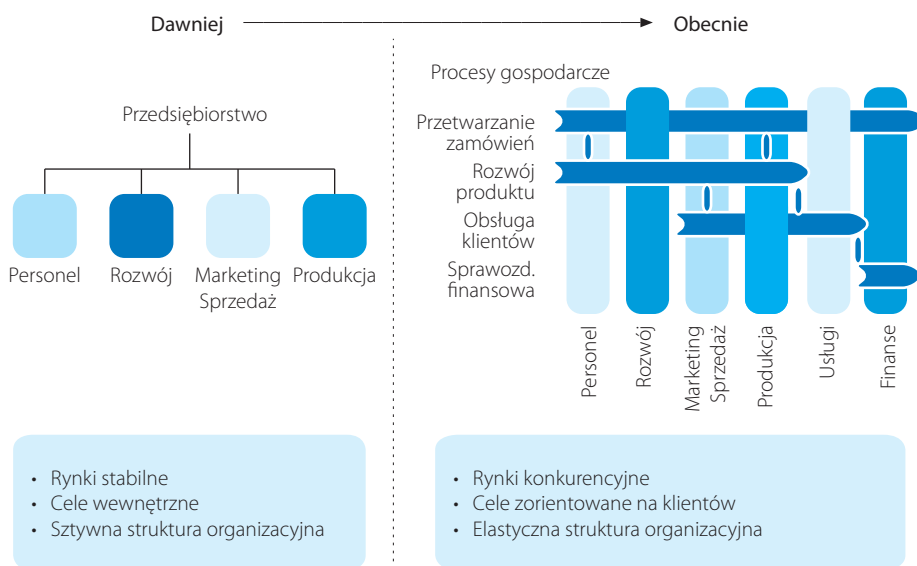 Dawniej
Obecnie
Przedsiębiorstwo
Personel
Rozwój
Marketing
Sprzedaż
Produkcja
Procesy gospodarcze
Przetwarzanie
zamówień
Rozwój
produktu
Obsługa
klientów
Sprawozd.
finansowa
Personel
Rozwój
Marketing
Sprzedaż
Produkcja
Usługi
Finanse
• Rynki stabilne
• Cele wewnętrzne
• Sztywna struktura organizacyjna
• Rynki konkurencyjne
• Cele zorientowane na klientów
• Elastyczna struktura organizacyjna